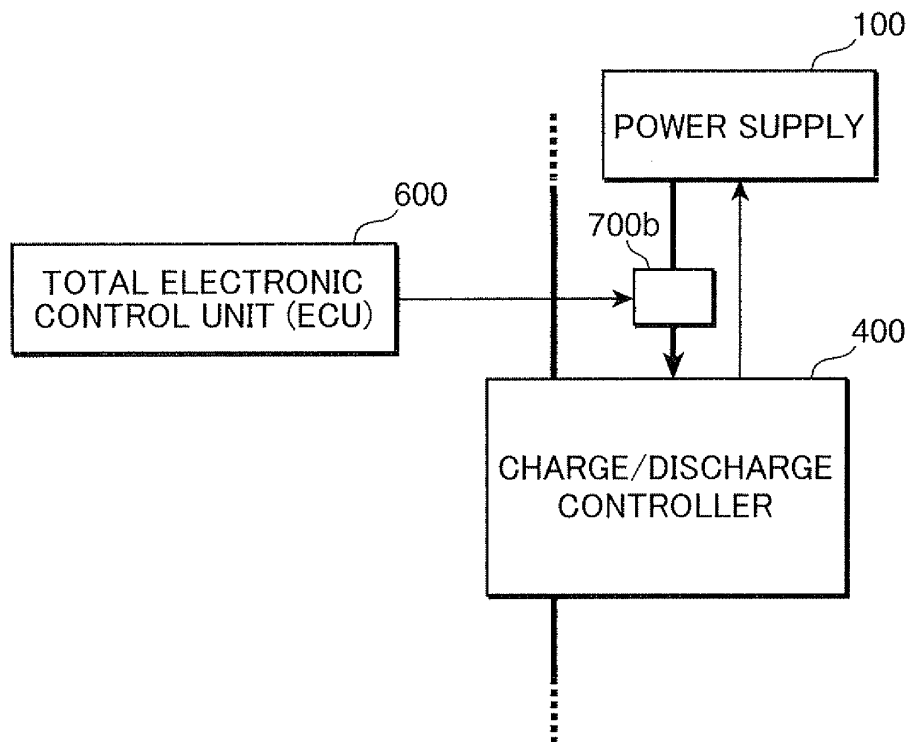 100
POWER SUPPLY
600
700b
TOTAL ELECTRONIC
CONTROL UNIT (ECU)
400
CHARGE/DISCHARGE
CONTROLLER